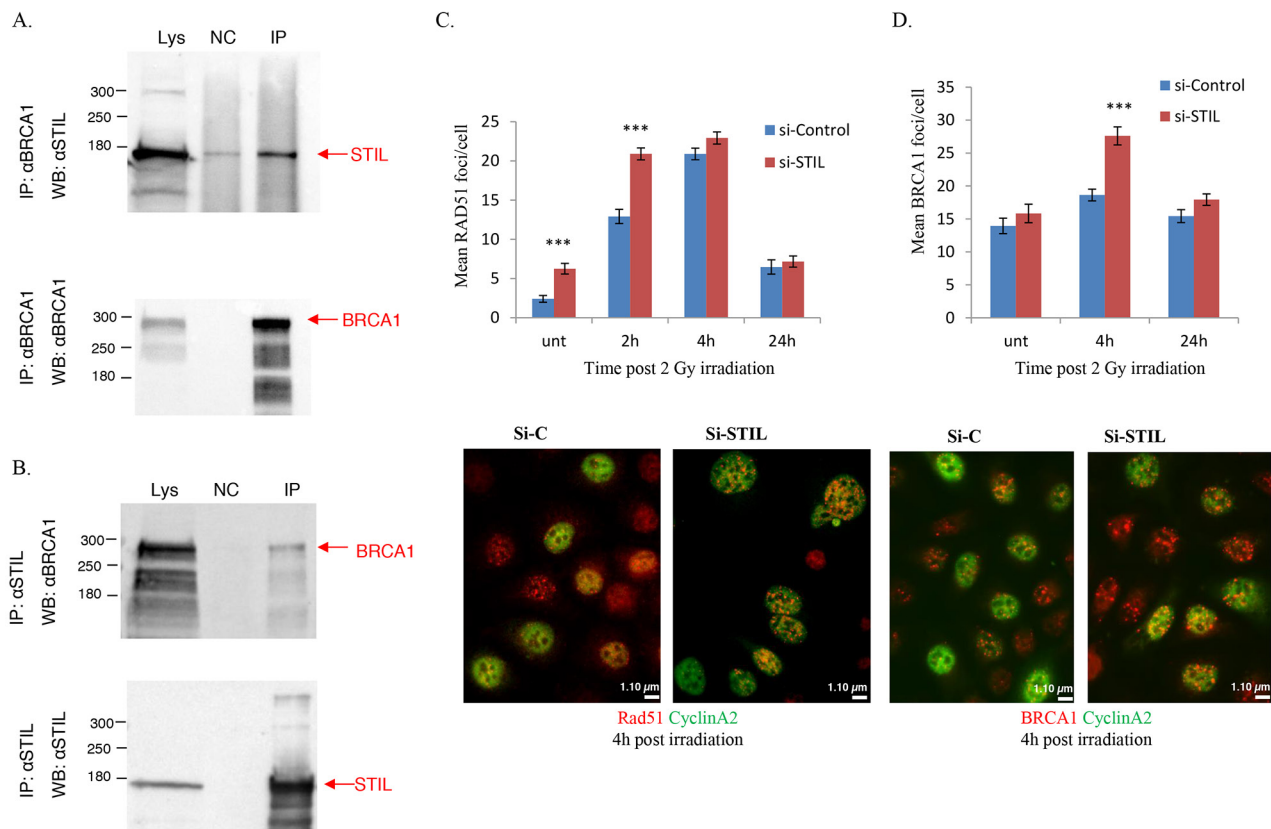 A.
Lys NC IP
IP: αBRCA1
WB: αSTIL
300
250
180
STIL
IP: αBRCA1
WB: αBRCA1
300
250
180
BRCA1
B.
Lys NC IP
IP: αSTIL
WB: αBRCA1
300
250
180
BRCA1
IP: αSTIL
WB: αSTIL
300
250
180
STIL
C.
si-Control
si-STIL
Mean RAD51 foci/cell
25
20
15
10
5
0
***
***
unt 2h 4h 24h
Time post 2 Gy irradiation
Si-C Si-STIL
1.10 µm 1.10 µm
Rad51 CyclinA2
4h post irradiation
D.
si-Control
si-STIL
Mean BRCA1 foci/cell
35
30
25
20
15
10
5
0
***
unt 4h 24h
Time post 2 Gy irradiation
Si-C Si-STIL
1.10 µm 1.10 µm
BRCA1 CyclinA2
4h post irradiation